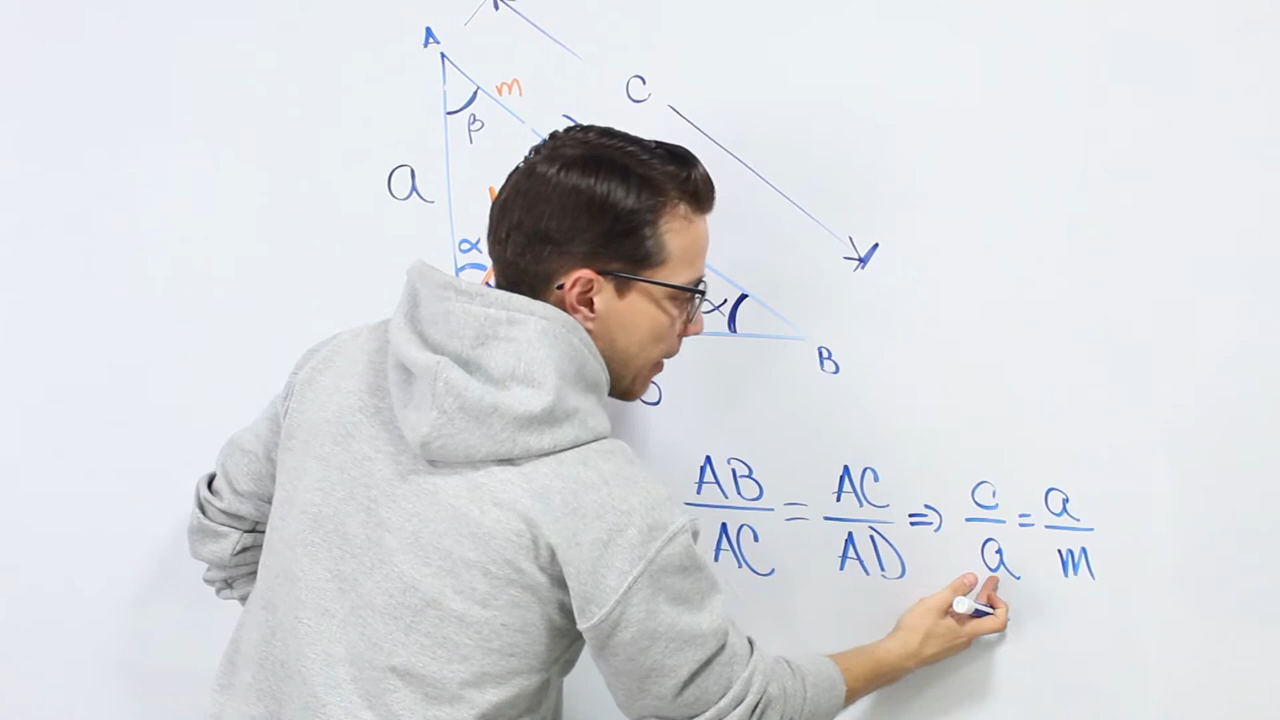 A
m
C
β
a
α
α
B
AB/AC = AC/AD ⇒ c/a = a/m